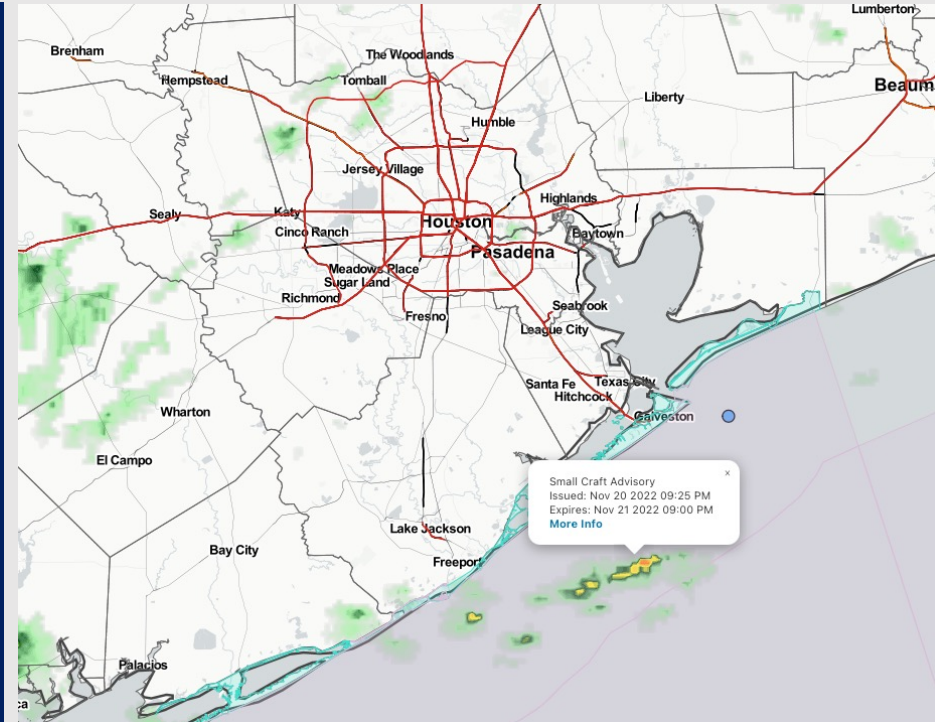 Lumberton
Brenham
The Woodlands
Hempstead
Tomball
Beaum
Liberty
Humble
Jersey Village
Highlands
Sealy
Katy
Houston
Cinco Ranch
Baytown
Pasadena
Meadows Place
Sugar Land
Richmond
Seabrook
Fresno
League City
Santa Fe
Texas City
Hitchcock
Wharton
Galveston
El Campo
×
Small Craft Advisory
Issued: Nov 20 2022 09:25 PM
Expires: Nov 21 2022 09:00 PM
More Info
Lake Jackson
Bay City
Freeport
Palacios
ca